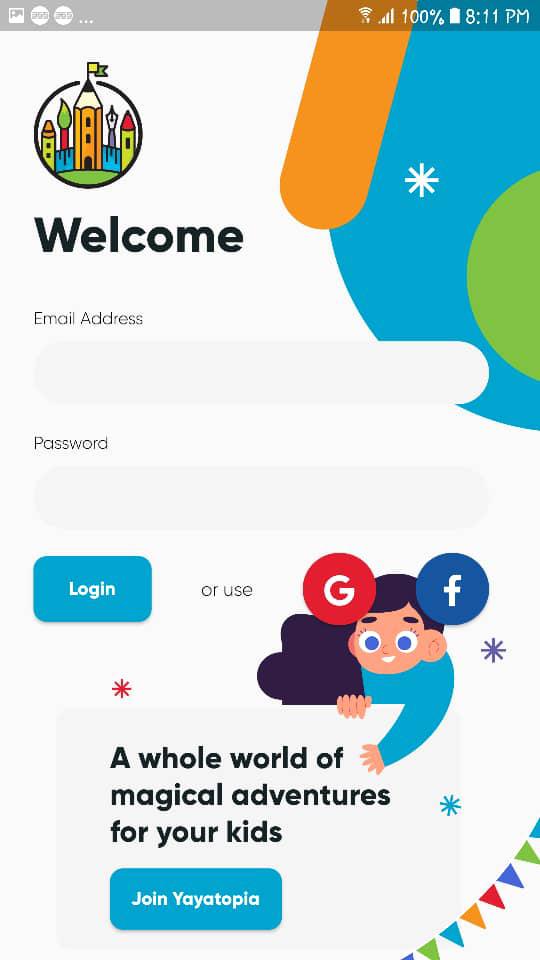 ... 100% 8:11 PM
Welcome
Email Address
Password
Login
or use
G
f
A whole world of
magical adventures
for your kids
Join Yayatopia